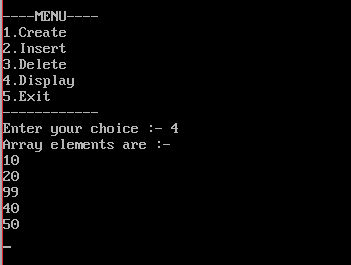 ----MENU----
1.Create
2.Insert
3.Delete
4.Display
5.Exit
------------
Enter your choice :- 4
Array elements are :-
10
20
99
40
50